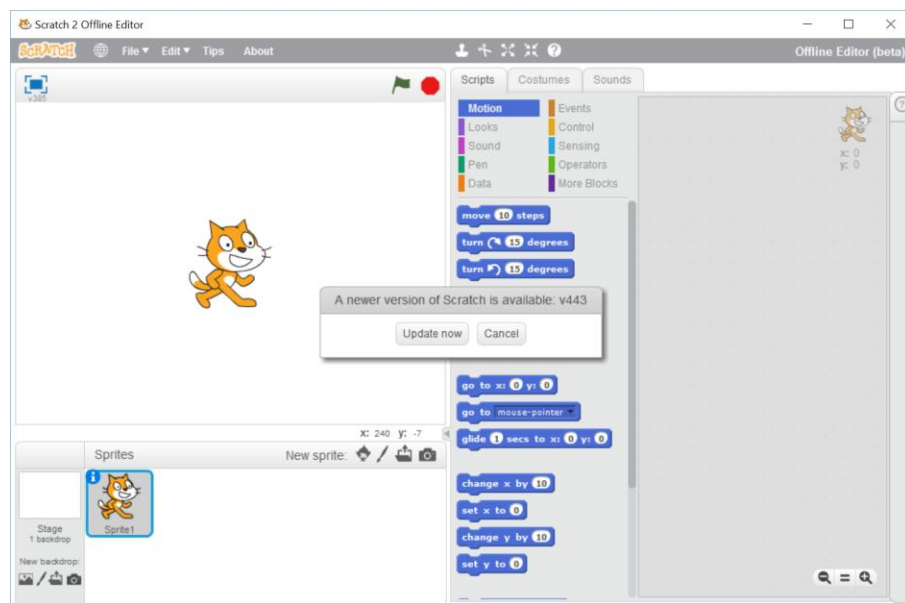 Scratch 2 Offline Editor
SCRATCH File Edit Tips About Offline Editor (beta)
v385
Scripts Costumes Sounds
Motion Events
Looks Control
Sound Sensing
Pen Operators
Data More Blocks
x: 0
y: 0
move 10 steps
turn 15 degrees
turn 15 degrees
A newer version of Scratch is available: v443
Update now Cancel
go to x: 0 y: 0
go to mouse-pointer
glide 1 secs to x: 0 y: 0
change x by 10
set x to 0
change y by 10
set y to 0
x: 240 y: -7
Sprites New sprite:
Sprite1
Stage
1 backdrop
New backdrop: